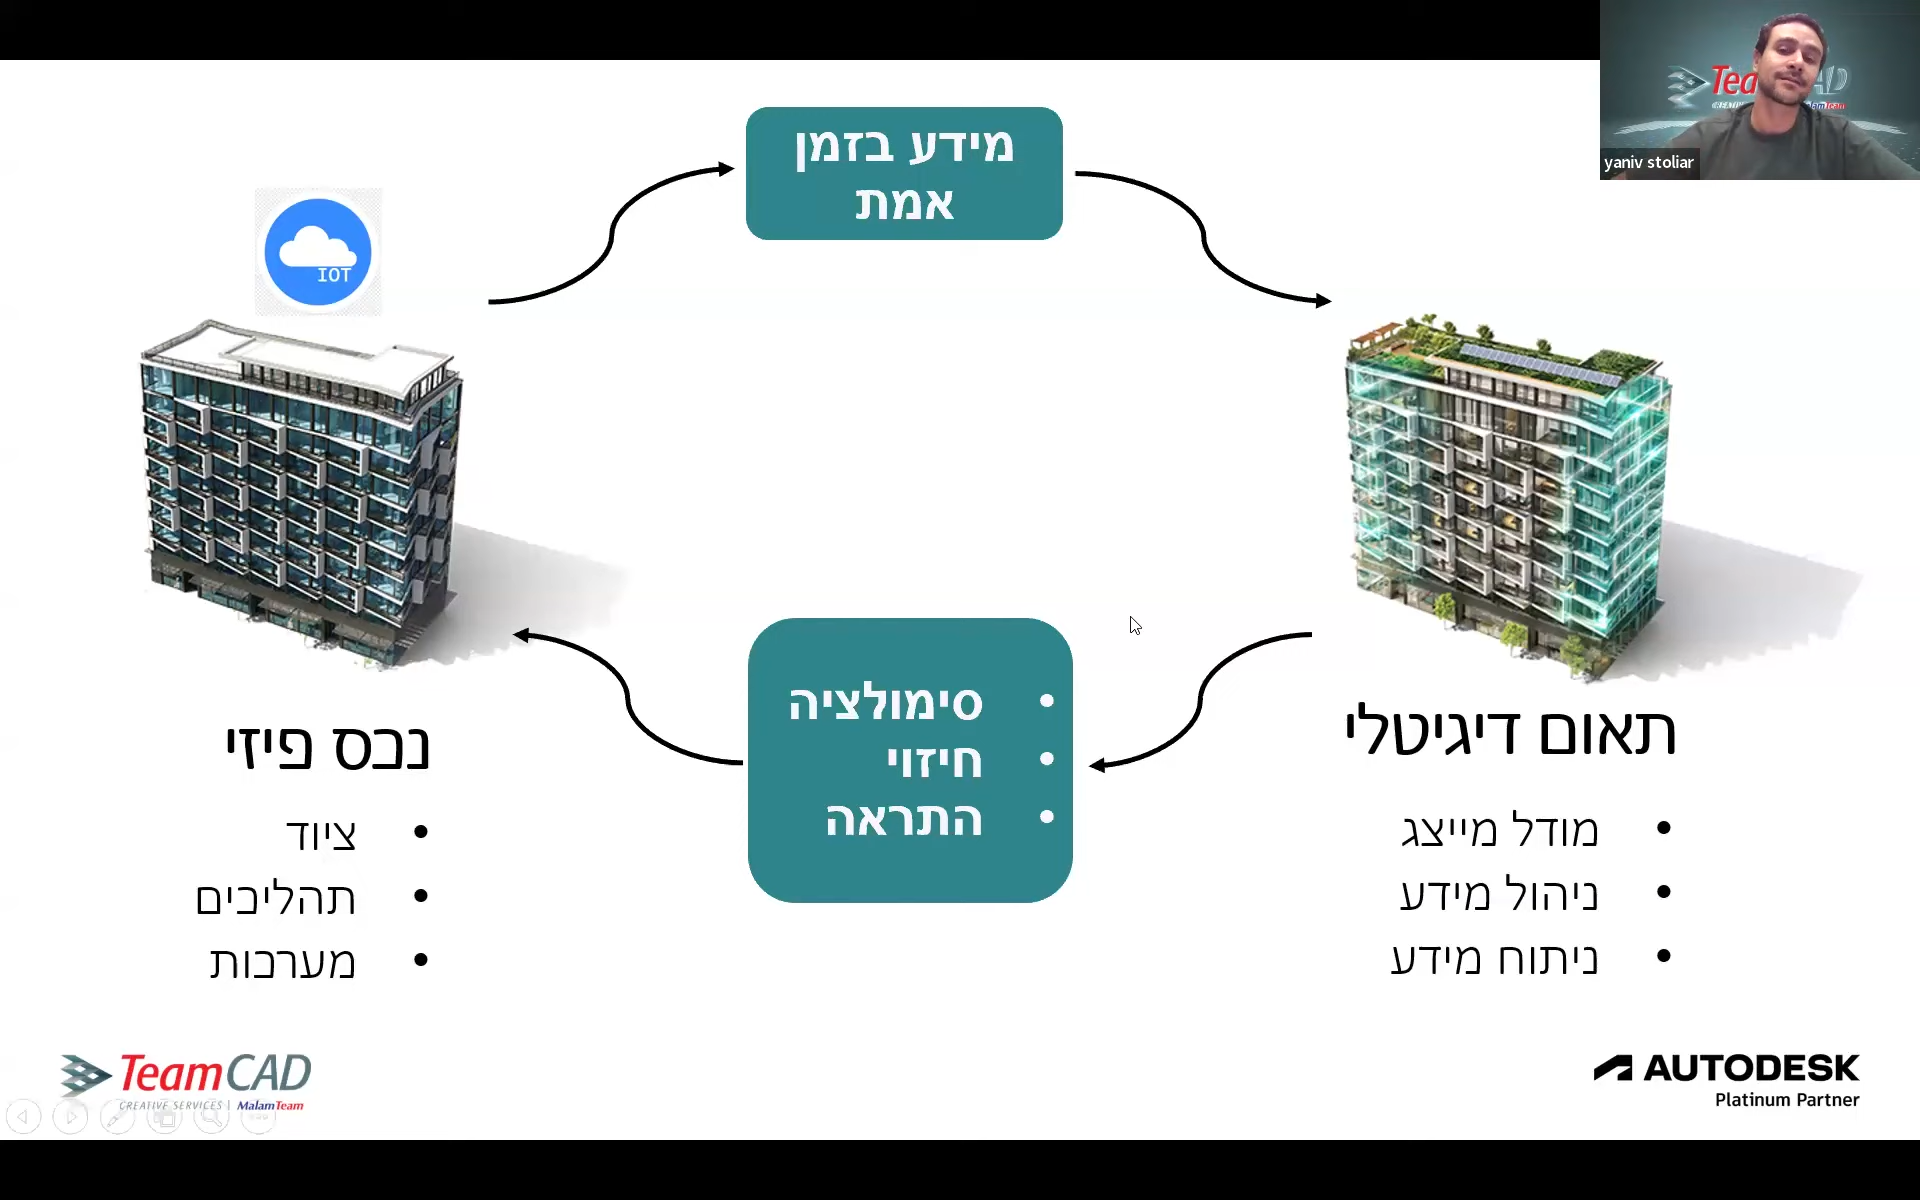 מידע בזמן
אמת
TeamCAD
yaniv stoliar
IOT
• סימולציה
• חיזוי
• התראה
תאום דיגיטלי
• מודל מייצג
• ניהול מידע
• ניתוח מידע
נכס פיזי
• ציוד
• תהליכים
• מערכות
TeamCAD
CREATIVE SERVICES | MalamTeam
AUTODESK
Platinum Partner